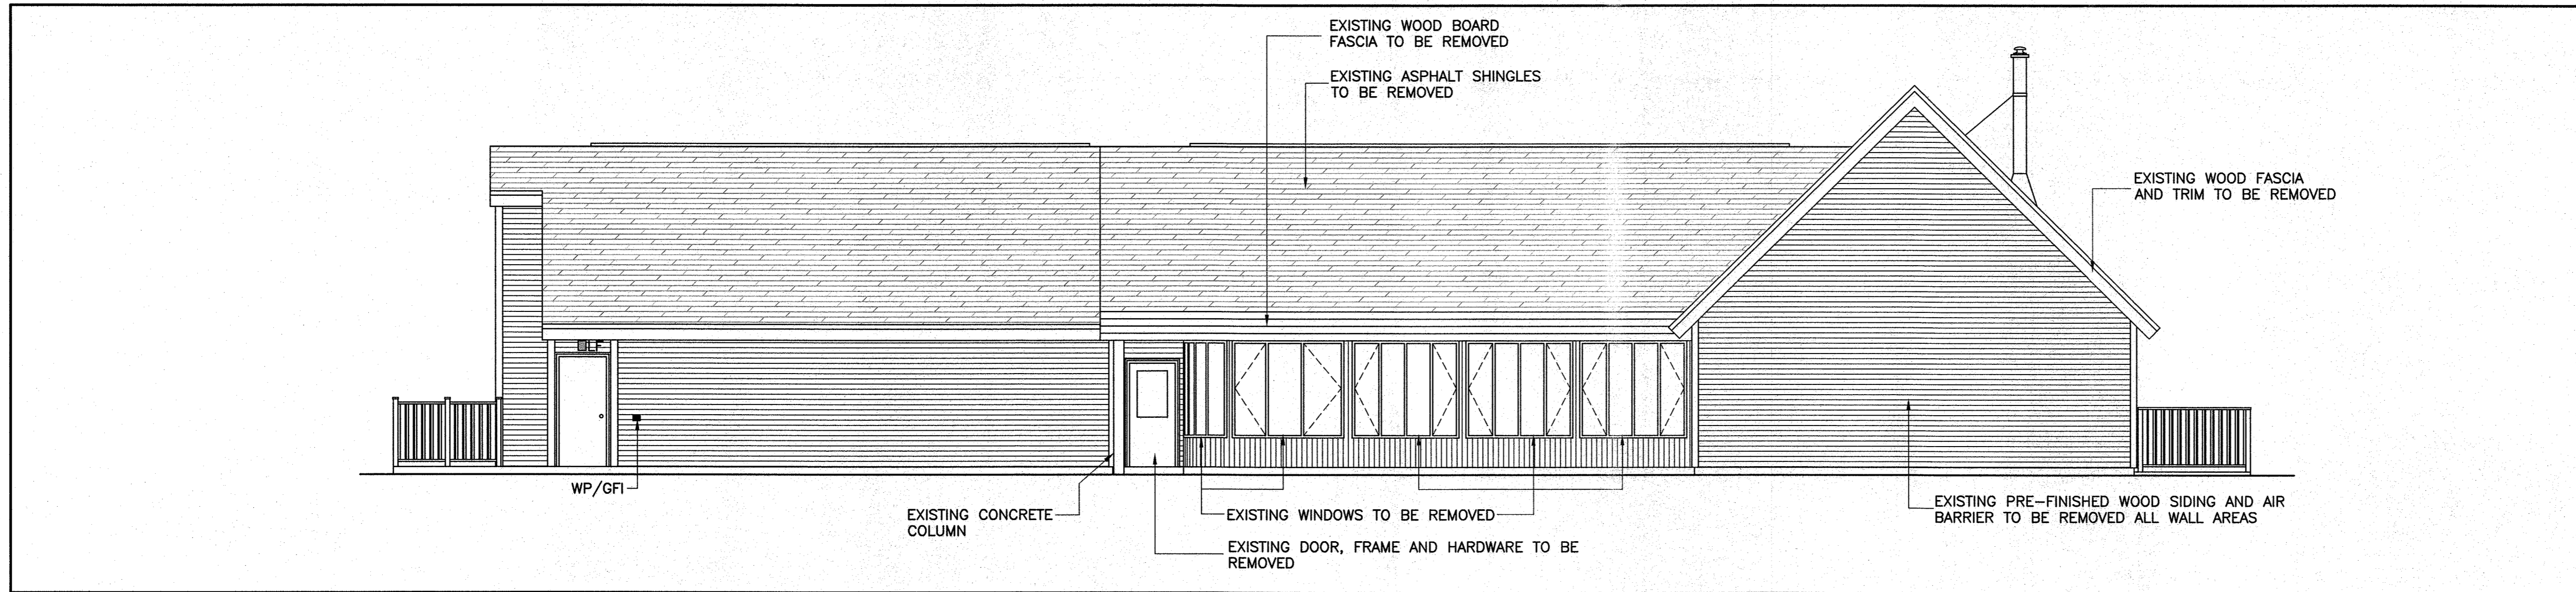 EXISTING WOOD BOARD
FASCIA TO BE REMOVED
EXISTING ASPHALT SHINGLES
TO BE REMOVED
EXISTING WOOD FASCIA
AND TRIM TO BE REMOVED
WP/GFI
EXISTING CONCRETE
COLUMN
EXISTING WINDOWS TO BE REMOVED
EXISTING DOOR, FRAME AND HARDWARE TO BE
REMOVED
EXISTING PRE-FINISHED WOOD SIDING AND AIR
BARRIER TO BE REMOVED ALL WALL AREAS